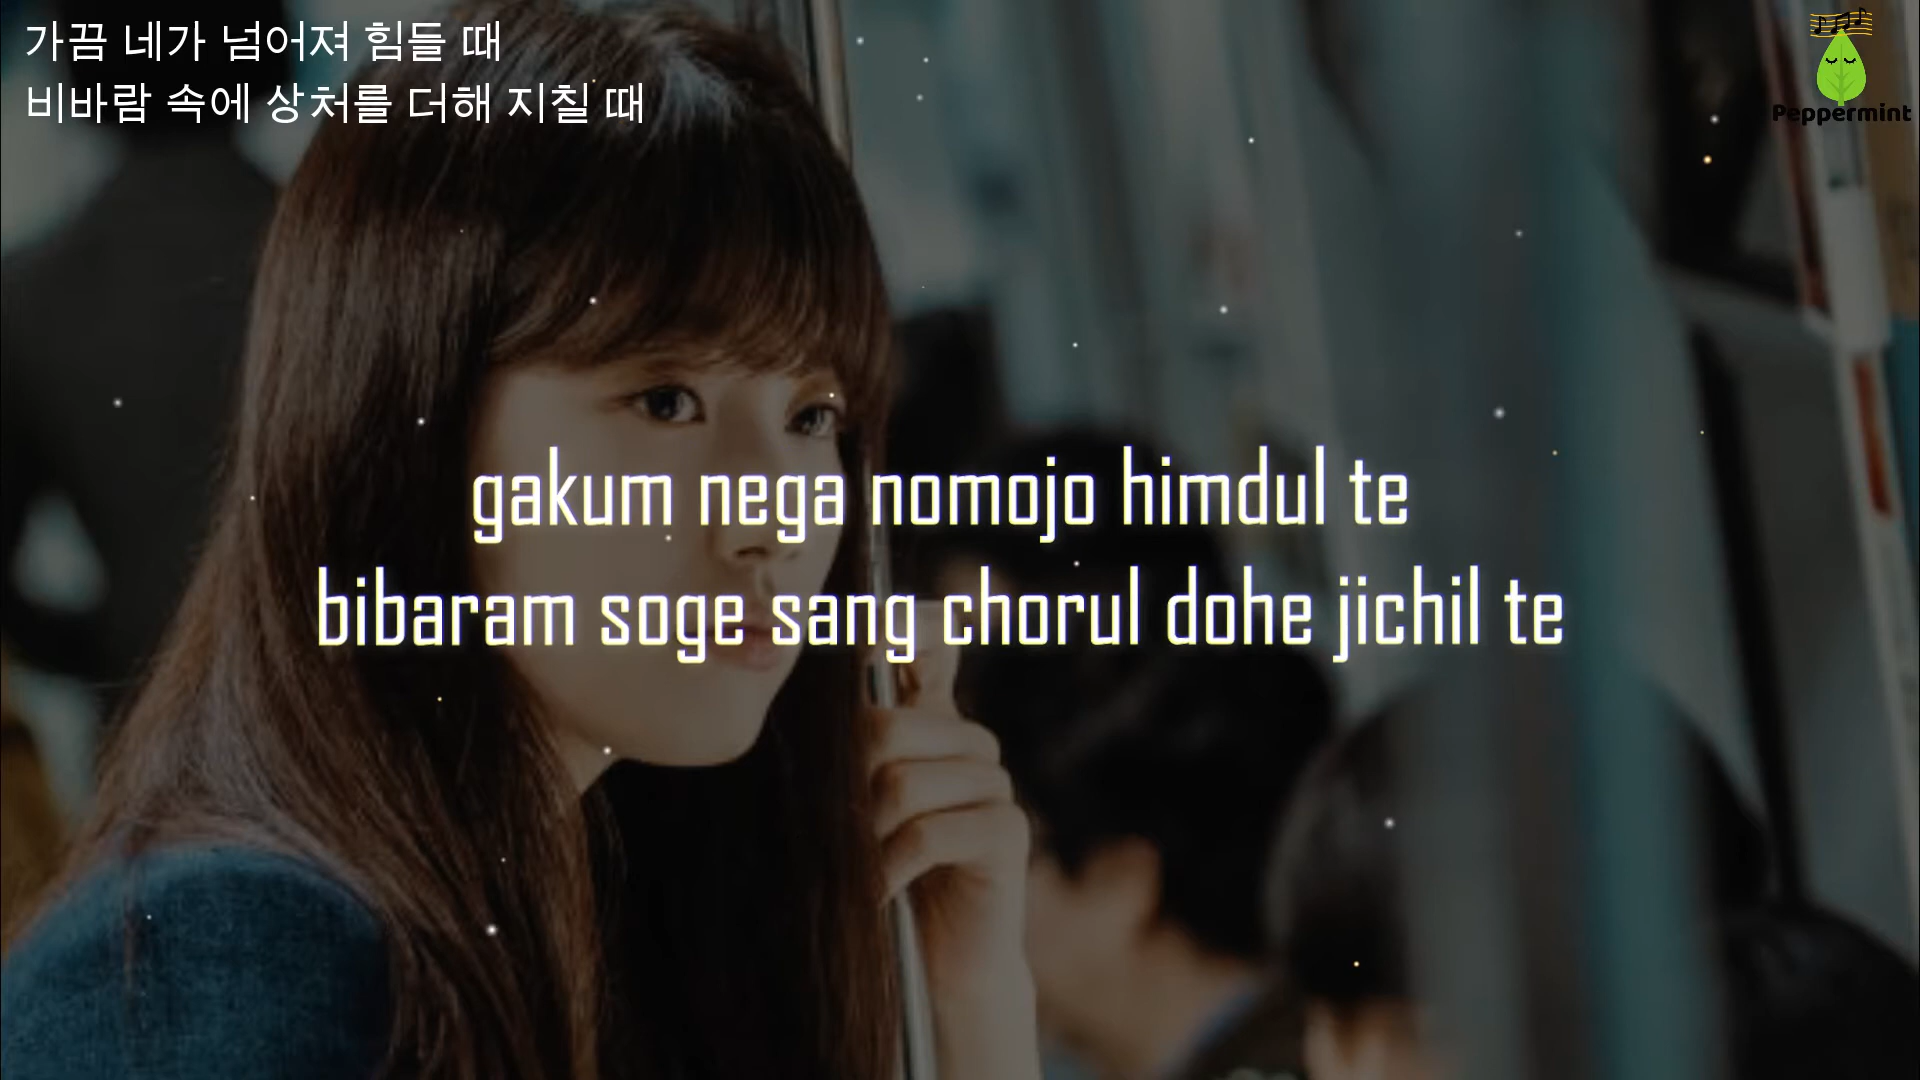 가끔 네가 넘어져 힘들 때
비바람 속에 상처를 더해 지칠 때
Peppermint
gakum nega nomojo himdul te
bibaram soge sang chorul dohe jichil te